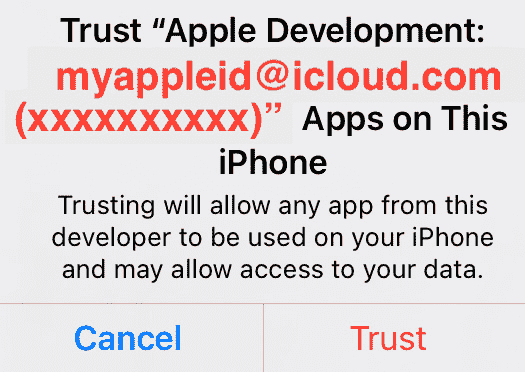 Trust “Apple Development:
myappleid@icloud.com
(xxxxxxxxxx)” Apps on This
iPhone
Trusting will allow any app from this
developer to be used on your iPhone
and may allow access to your data.
Cancel
Trust